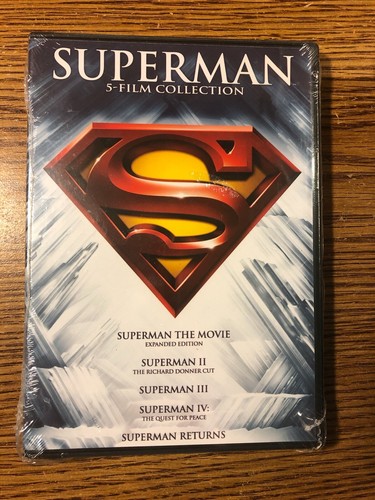 SUPERMAN
5-FILM COLLECTION
S
SUPERMAN THE MOVIE
EXPANDED EDITION
SUPERMAN II
THE RICHARD DONNER CUT
SUPERMAN III
SUPERMAN IV:
THE QUEST FOR PEACE
SUPERMAN RETURNS